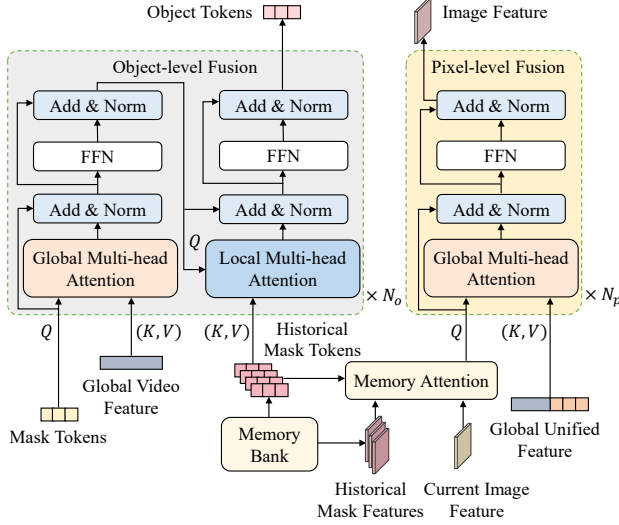 Object Tokens
Image Feature
Object-level Fusion
Pixel-level Fusion
Add & Norm
Add & Norm
Add & Norm
FFN
FFN
FFN
Add & Norm
Add & Norm
Add & Norm
Q
Global Multi-head
Attention
Local Multi-head
Attention
Global Multi-head
Attention
× N_o
× N_p
Q
(K, V)
(K, V)
Q
(K, V)
Historical
Mask Tokens
Global Video
Feature
Memory Attention
Mask Tokens
Memory
Bank
Global Unified
Feature
Historical
Mask Features
Current Image
Feature